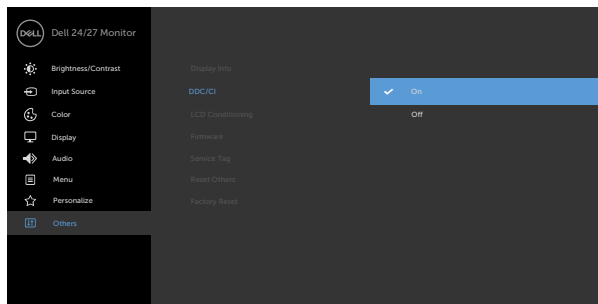 DELL
Dell 24/27 Monitor
Brightness/Contrast
Input Source
Color
Display
Audio
Menu
Personalize
Others
Display Info
DDC/CI
LCD Conditioning
Firmware
Service Tag
Reset Others
Factory Reset
On
Off